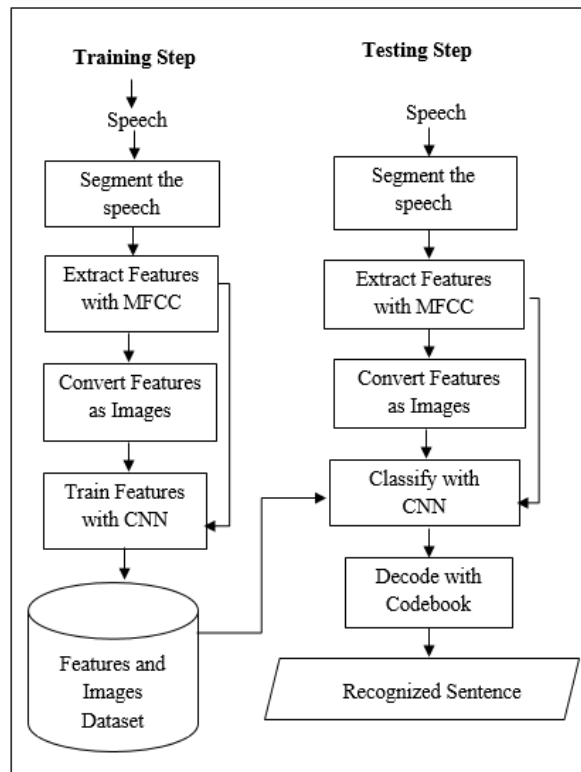 Training Step
Speech
Segment the
speech
Extract Features
with MFCC
Convert Features
as Images
Train Features
with CNN
Features and
Images
Dataset
Testing Step
Speech
Segment the
speech
Extract Features
with MFCC
Convert Features
as Images
Classify with
CNN
Decode with
Codebook
Recognized Sentence